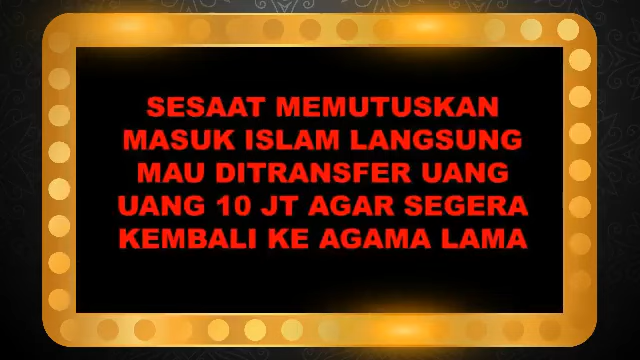 SESAAT MEMUTUSKAN
MASUK ISLAM LANGSUNG
MAU DITRANSFER UANG
UANG 10 JT AGAR SEGERA
KEMBALI KE AGAMA LAMA